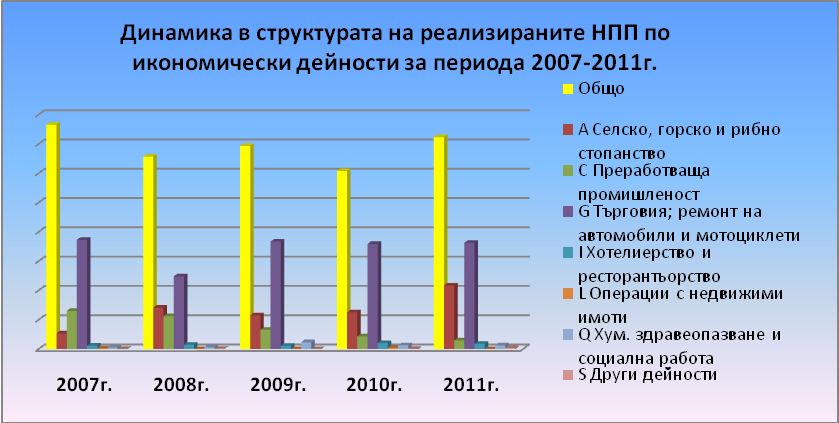 Динамика в структурата на реализираните НПП по
икономически дейности за периода 2007-2011г.
Общо
A Селско, горско и рибно
стопанство
C Преработваща
промишленост
G Търговия; ремонт на
автомобили и мотоциклети
I Хотелиерство и
ресторантьорство
L Операции с недвижими
имоти
Q Хум. здравеопазване и
социална работа
S Други дейности
2007г. 2008г. 2009г. 2010г. 2011г.